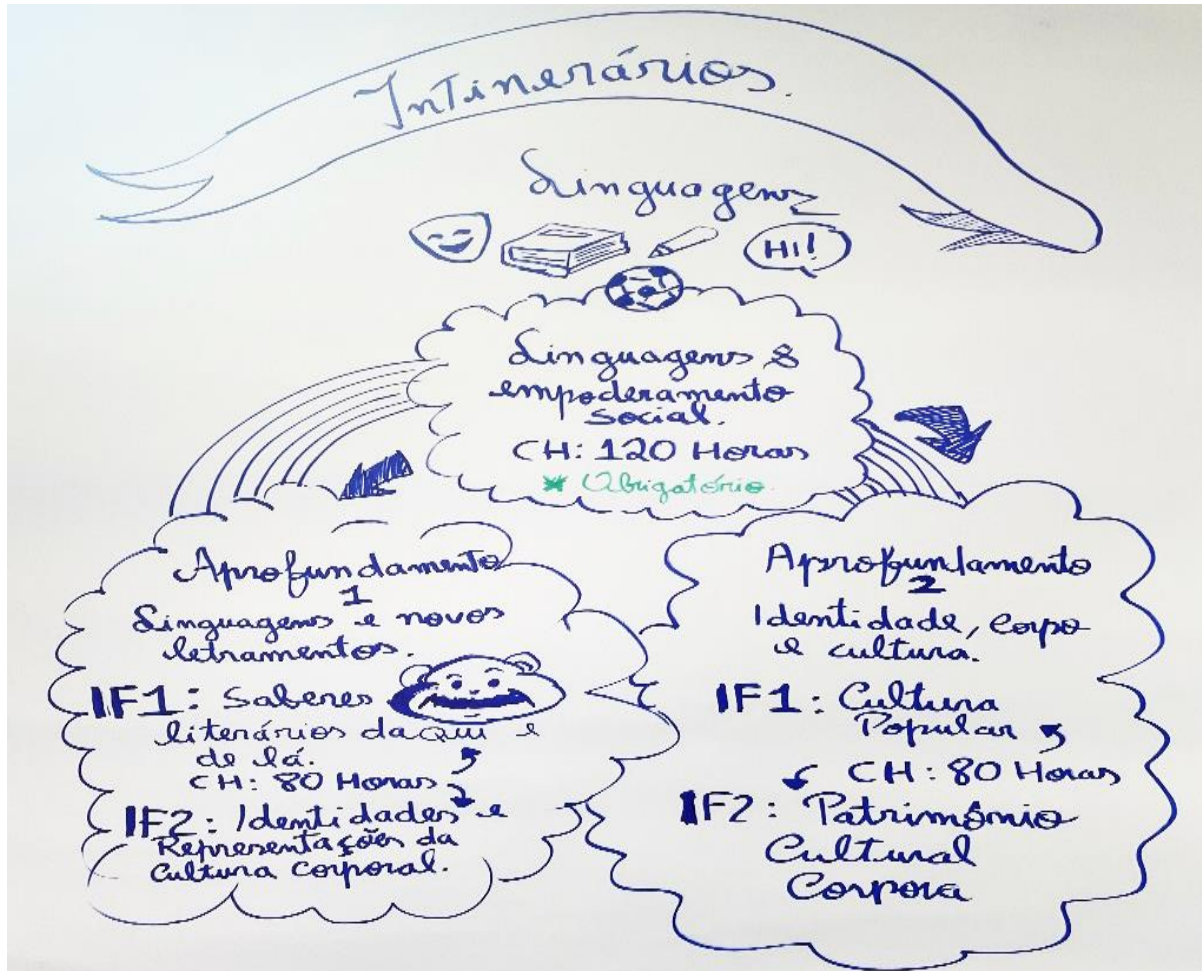 Intinerários.
Linguagens
HI!
Linguagens &
empoderamento
social.
CH: 120 Horas
* Obrigatório.
Aprofundamento
1
Linguagens e novos
letramentos.
IF1: Saberes
literários daqui e
de lá.
CH: 80 Horas
IF2: Identidades e
Representações da
Cultura Corporal.
Aprofundamento
2
Identidade, corpo
e cultura.
IF1: Cultura
Popular
CH: 80 Horas
IF2: Patrimônio
Cultural
Corpora